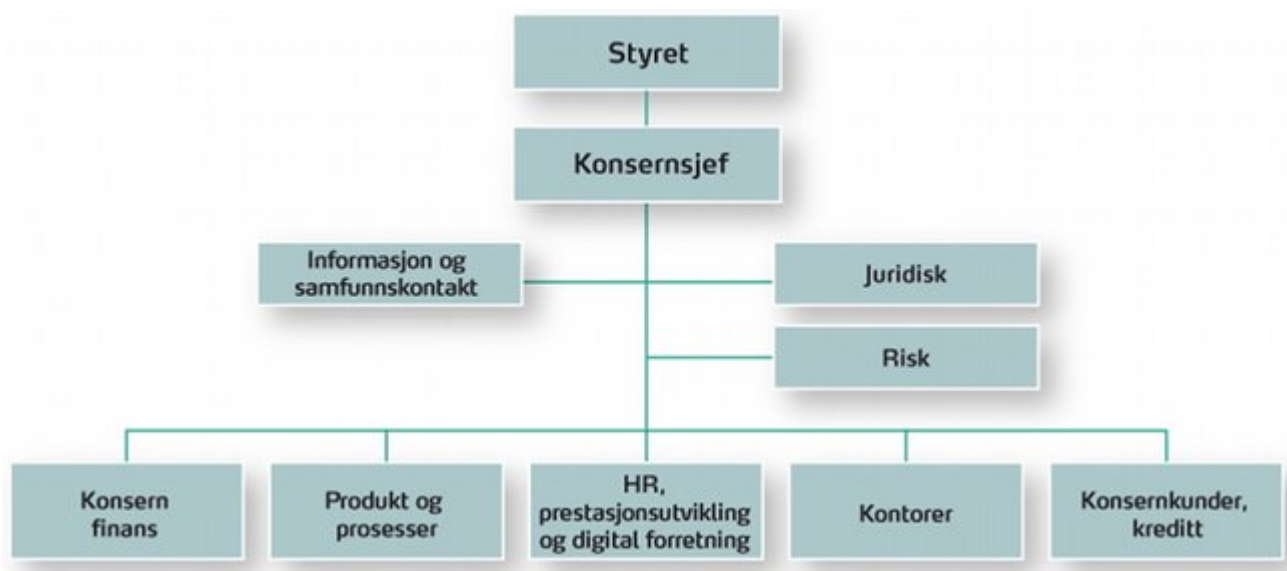 Styret
Konsernsjef
Informasjon og
samfunnskontakt
Juridisk
Risk
Konsern
finans
Produkt og
prosesser
HR,
prestasjonsutvikling
og digital forretning
Kontorer
Konsernkunder,
kreditt